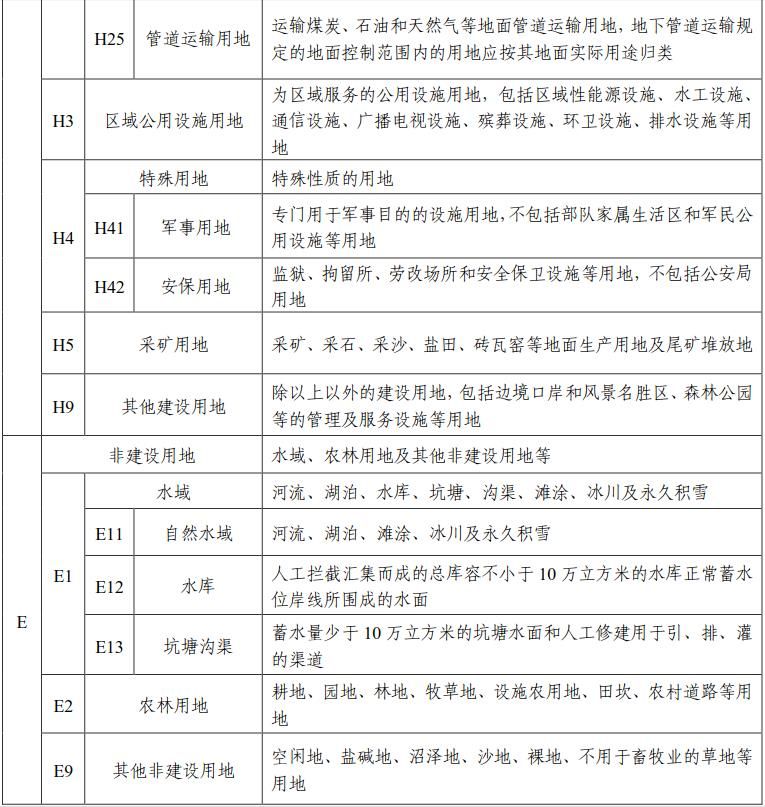 H25 管道运输用地 运输煤炭、石油和天然气等地面管道运输用地，地下管道运输规
定的地面控制范围内的用地应按其地面实际用途归类
H3 区域公用设施用地 为区域服务的公用设施用地，包括区域性能源设施、水工设施、
通信设施、广播电视设施、殡葬设施、环卫设施、排水设施等用
地
H4 特殊用地 特殊性质的用地
H41 军事用地 专门用于军事目的的设施用地,不包括部队家属生活区和军民公
用设施等用地
H42 安保用地 监狱、拘留所、劳改场所和安全保卫设施等用地，不包括公安局
用地
H5 采矿用地 采矿、采石、采沙、盐田、砖瓦窑等地面生产用地及尾矿堆放地
H9 其他建设用地 除以上以外的建设用地,包括边境口岸和风景名胜区、森林公园
等的管理及服务设施等用地
E 非建设用地 水域、农林用地及其他非建设用地等
E1 水域 河流、湖泊、水库、坑塘、沟渠、滩涂、冰川及永久积雪
E11 自然水域 河流、湖泊、滩涂、冰川及永久积雪
E12 水库 人工拦截汇集而成的总库容不小于 10 万立方米的水库正常蓄水
位岸线所围成的水面
E13 坑塘沟渠 蓄水量少于 10 万立方米的坑塘水面和人工修建用于引、排、灌
的渠道
E2 农林用地 耕地、园地、林地、牧草地、设施农用地、田坎、农村道路等用
地
E9 其他非建设用地 空闲地、盐碱地、沼泽地、沙地、裸地、不用于畜牧业的草地等
用地